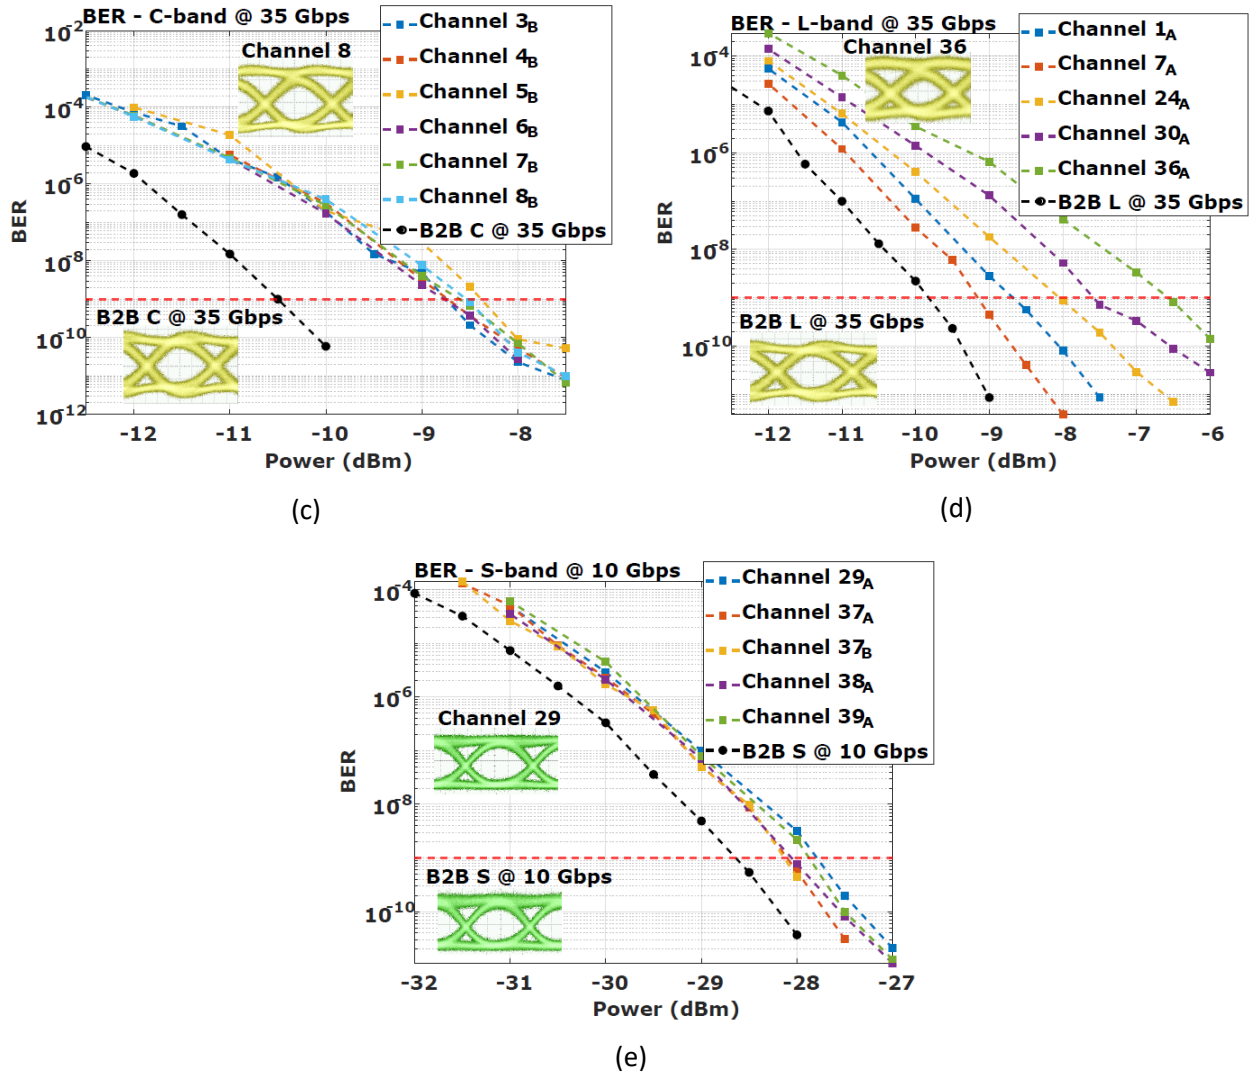 BER - C-band @ 35 Gbps
10-2
10-4
10-6
10-8
10-10
10-12
BER
Channel 8
B2B C @ 35 Gbps
Channel 3B
Channel 4B
Channel 5B
Channel 6B
Channel 7B
Channel 8B
B2B C @ 35 Gbps
-12 -11 -10 -9 -8
Power (dBm)
(c)
BER - L-band @ 35 Gbps
10-4
10-6
10-8
10-10
BER
Channel 36
B2B L @ 35 Gbps
Channel 1A
Channel 7A
Channel 24A
Channel 30A
Channel 36A
B2B L @ 35 Gbps
-12 -11 -10 -9 -8 -7 -6
Power (dBm)
(d)
BER - S-band @ 10 Gbps
10-4
10-6
10-8
10-10
BER
Channel 29
B2B S @ 10 Gbps
Channel 29A
Channel 37A
Channel 37B
Channel 38A
Channel 39A
B2B S @ 10 Gbps
-32 -31 -30 -29 -28 -27
Power (dBm)
(e)